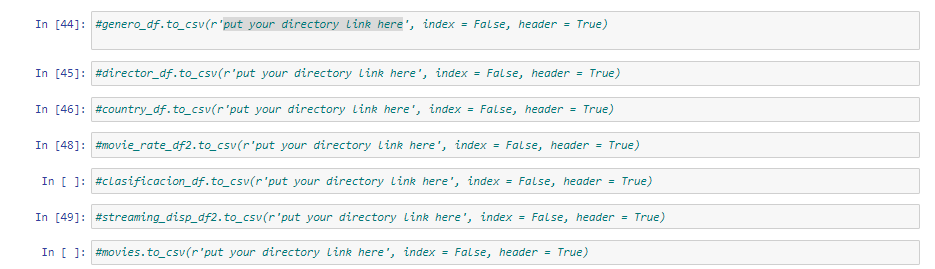 In [44]: #genero_df.to_csv(r'put your directory link here', index = False, header = True)
In [45]: #director_df.to_csv(r'put your directory link here', index = False, header = True)
In [46]: #country_df.to_csv(r'put your directory link here', index = False, header = True)
In [48]: #movie_rate_df2.to_csv(r'put your directory link here', index = False, header = True)
In [ ]: #clasificacion_df.to_csv(r'put your directory link here', index = False, header = True)
In [49]: #streaming_disp_df2.to_csv(r'put your directory link here', index = False, header = True)
In [ ]: #movies.to_csv(r'put your directory link here', index = False, header = True)